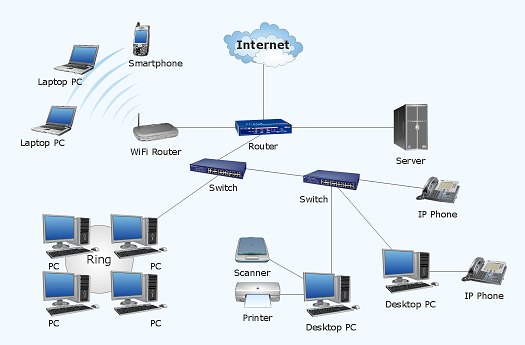 Internet
Smartphone
Laptop PC
Laptop PC
WiFi Router
Router
Server
Switch
Switch
IP Phone
Ring
PC
PC
PC
PC
Scanner
Printer
Desktop PC
Desktop PC
IP Phone